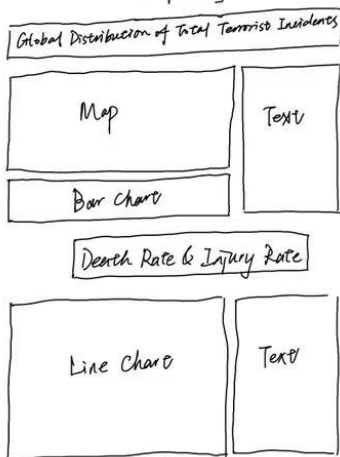 Global Distribution of Total Terrorist Incidents
Map
Text
Bar Chart
Death Rate & Injury Rate
Line Chart
Text